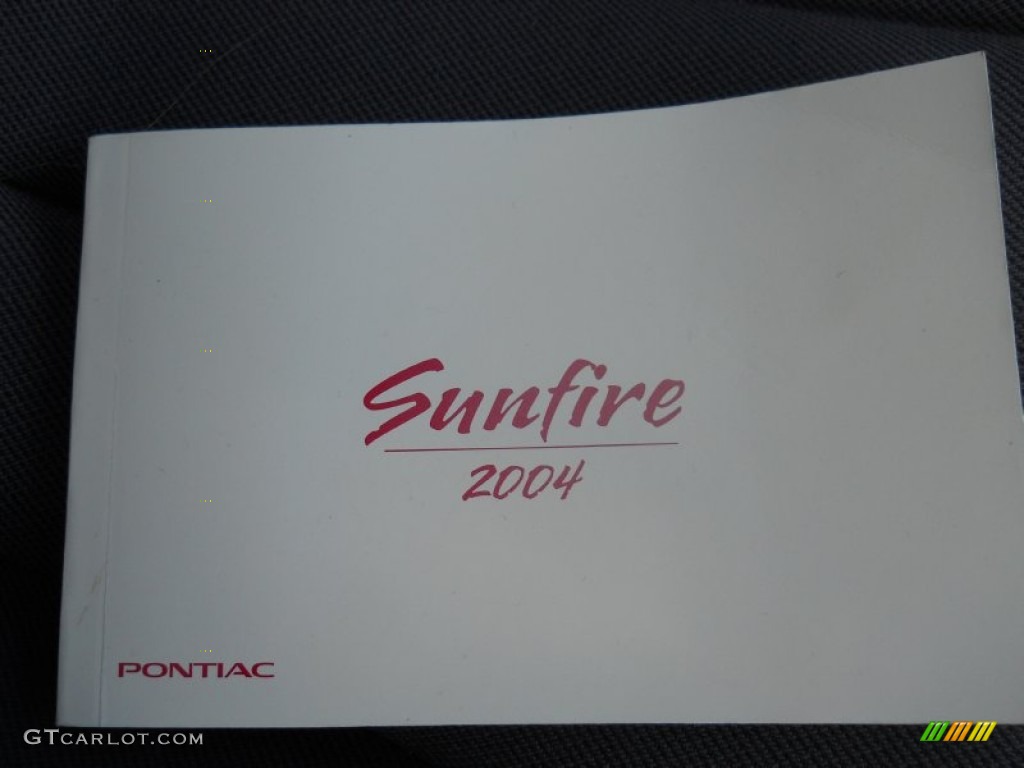 Sunfire
2004
PONTIAC
GTCARLOT.COM